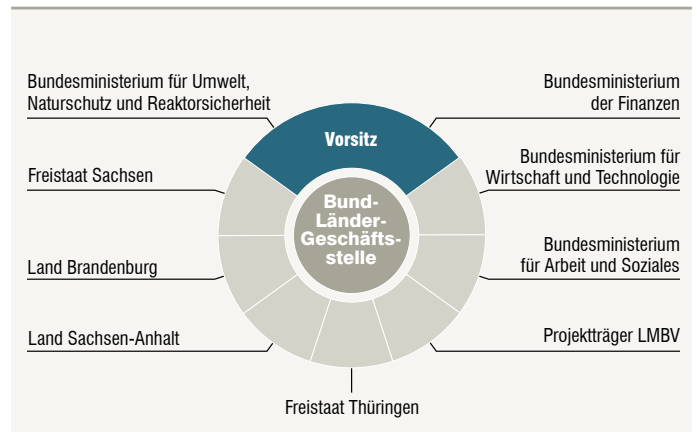 Bundesministerium für Umwelt,
Naturschutz und Reaktorsicherheit
Bundesministerium
der Finanzen
Vorsitz
Freistaat Sachsen
Bundesministerium für
Wirtschaft und Technologie
Bund-
Länder-
Geschäfts-
stelle
Land Brandenburg
Bundesministerium
für Arbeit und Soziales
Land Sachsen-Anhalt
Projektträger LMBV
Freistaat Thüringen